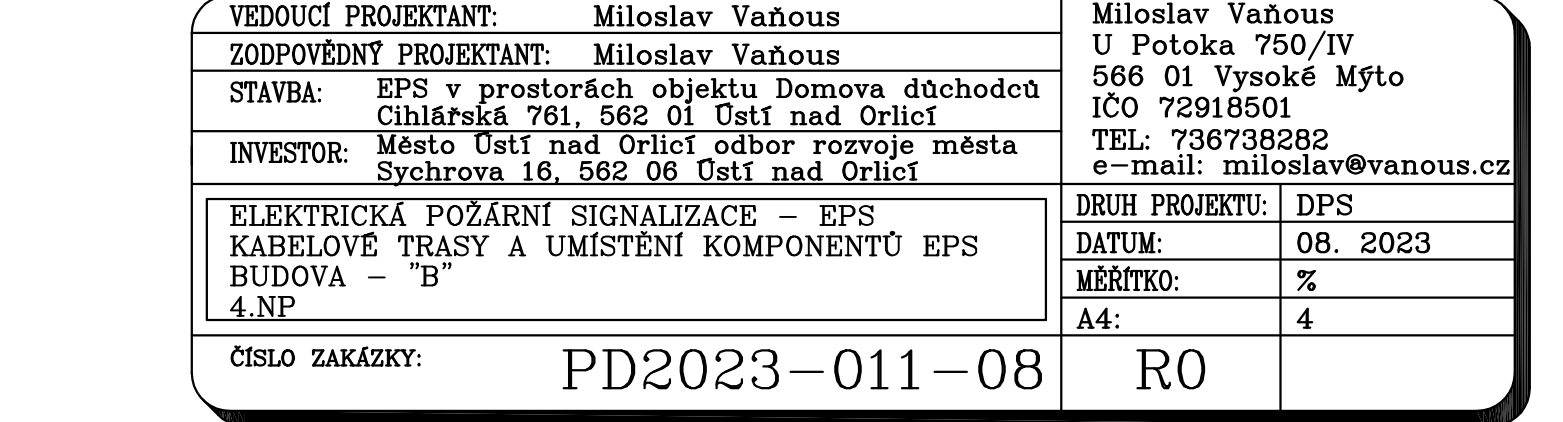 VEDOUCÍ PROJEKTANT: Miloslav Vaňous
ZODPOVĚDNÝ PROJEKTANT: Miloslav Vaňous
STAVBA: EPS v prostorách objektu Domova důchodců
Cihlářská 761, 562 01 Ústí nad Orlicí
INVESTOR: Město Ústí nad Orlicí odbor rozvoje města
Sychrova 16, 562 06 Ústí nad Orlicí
Miloslav Vaňous
U Potoka 750/IV
566 01 Vysoké Mýto
IČO 72918501
TEL: 736738282
e-mail: miloslav@vanous.cz
ELEKTRICKÁ POŽÁRNÍ SIGNALIZACE - EPS
KABELOVÉ TRASY A UMÍSTĚNÍ KOMPONENTŮ EPS
BUDOVA - "B"
4.NP
DRUH PROJEKTU: DPS
DATUM: 08. 2023
MĚŘÍTKO: %
A4: 4
ČÍSLO ZAKÁZKY: PD2023-011-08 R0